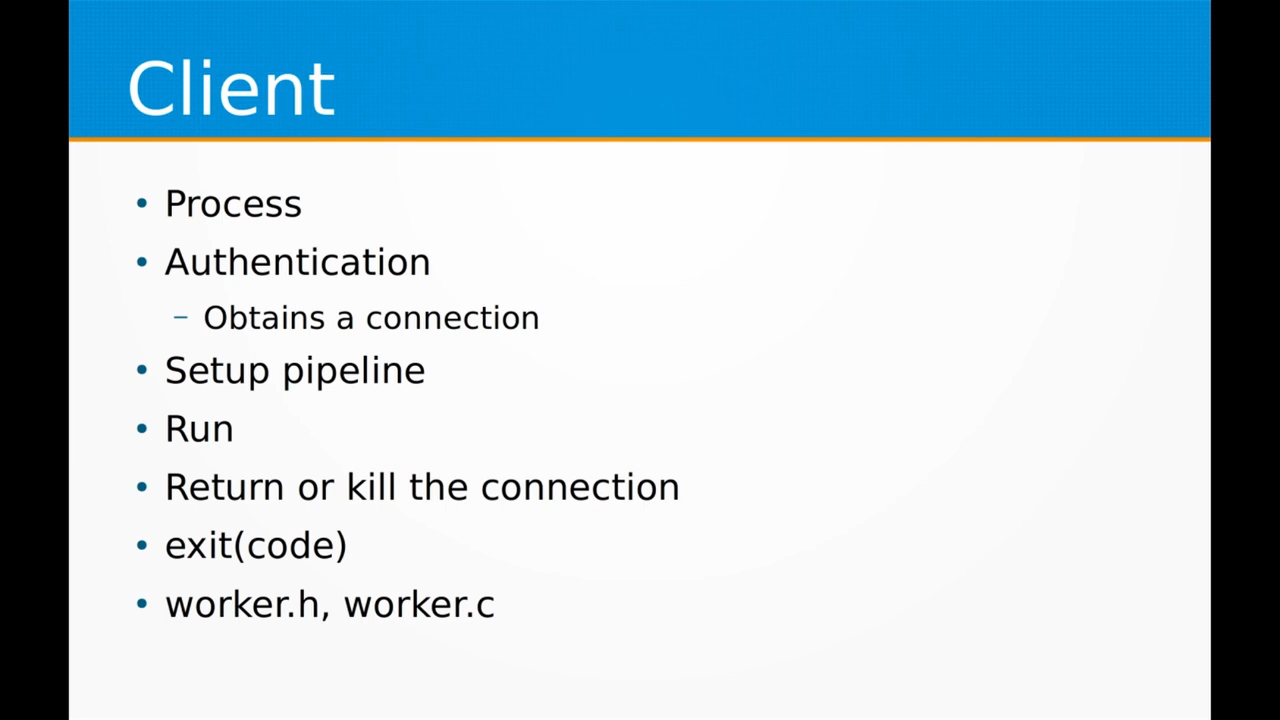 Client
• Process
• Authentication
– Obtains a connection
• Setup pipeline
• Run
• Return or kill the connection
• exit(code)
• worker.h, worker.c